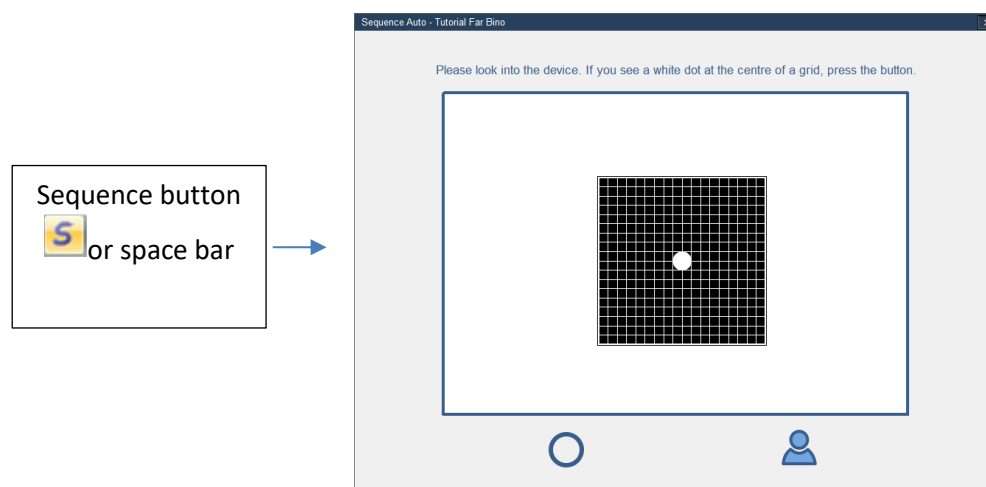 Sequence Auto - Tutorial Far Bino
Please look into the device. If you see a white dot at the centre of a grid, press the button.
Sequence button
S or space bar